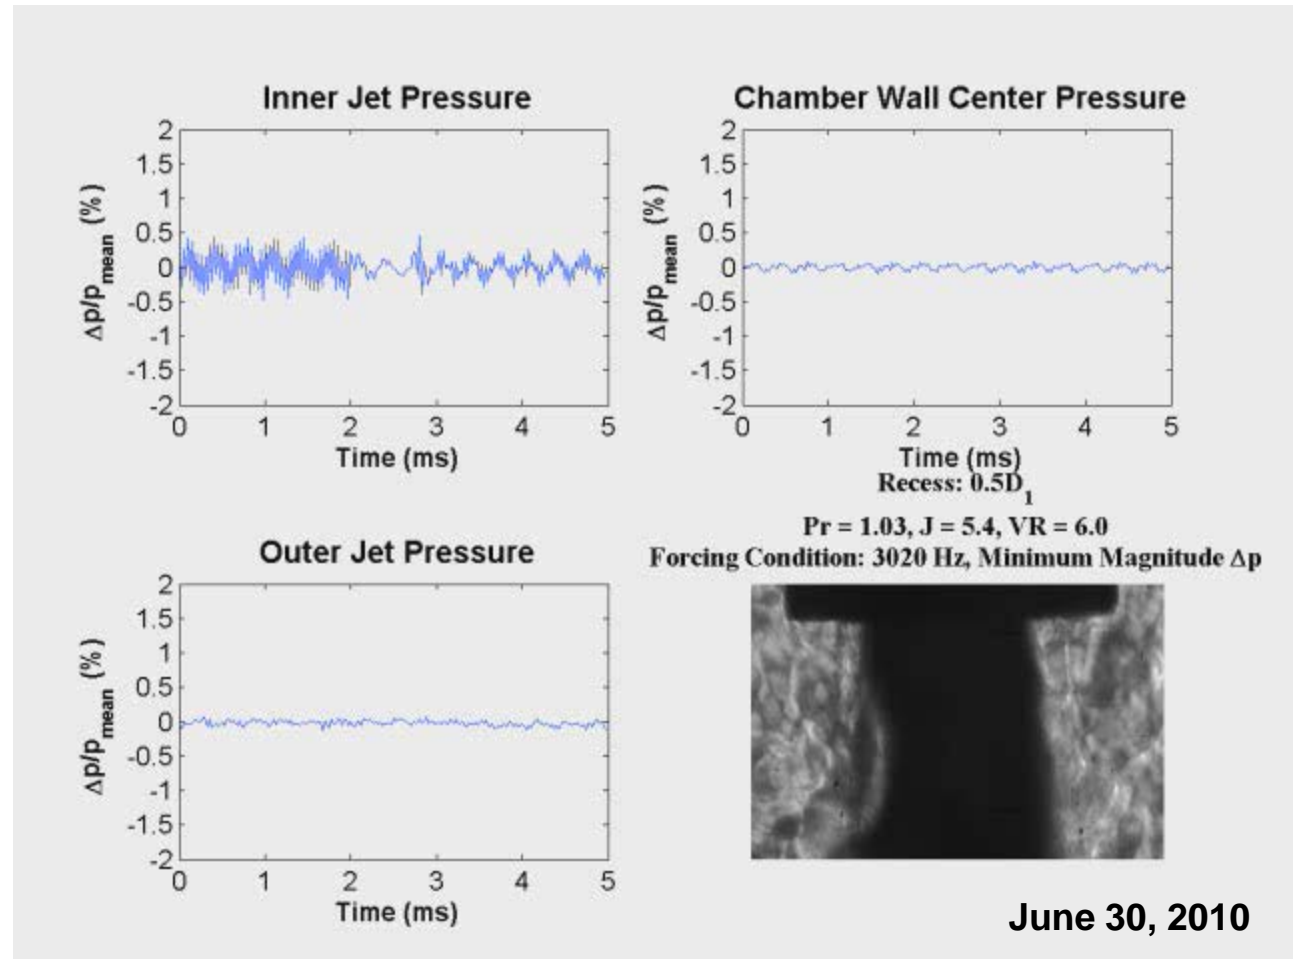 Inner Jet Pressure
Δp/p_mean (%)
2
1.5
1
0.5
0
-0.5
-1
-1.5
-2
0 1 2 3 4 5
Time (ms)
Chamber Wall Center Pressure
Δp/p_mean (%)
2
1.5
1
0.5
0
-0.5
-1
-1.5
-2
0 1 2 3 4 5
Time (ms)
Outer Jet Pressure
Δp/p_mean (%)
2
1.5
1
0.5
0
-0.5
-1
-1.5
-2
0 1 2 3 4 5
Time (ms)
Recess: 0.5D_1
Pr = 1.03, J = 5.4, VR = 6.0
Forcing Condition: 3020 Hz, Minimum Magnitude Δp
June 30, 2010